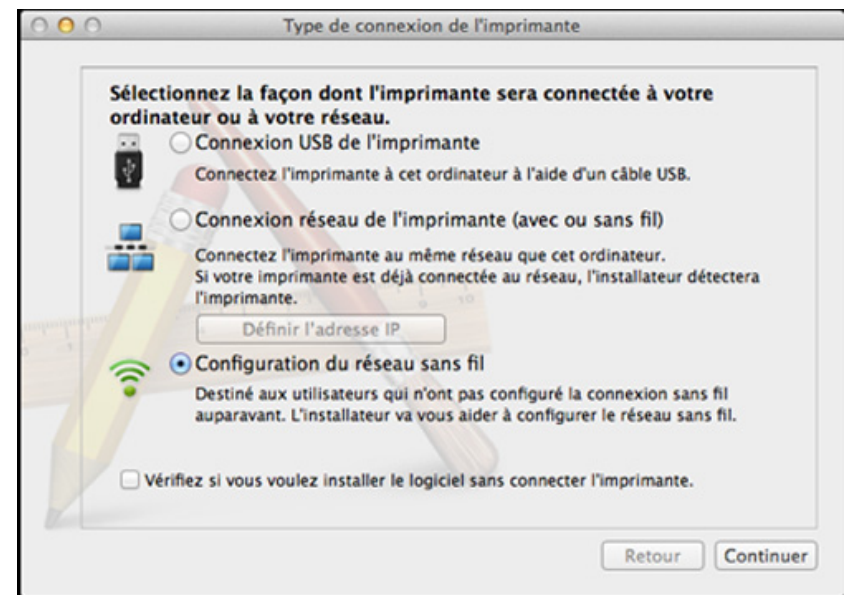 Type de connexion de l'imprimante
Sélectionnez la façon dont l'imprimante sera connectée à votre
ordinateur ou à votre réseau.
Connexion USB de l'imprimante
Connectez l'imprimante à cet ordinateur à l'aide d'un câble USB.
Connexion réseau de l'imprimante (avec ou sans fil)
Connectez l'imprimante au même réseau que cet ordinateur.
Si votre imprimante est déjà connectée au réseau, l'installateur détectera
l'imprimante.
Définir l'adresse IP
Configuration du réseau sans fil
Destiné aux utilisateurs qui n'ont pas configuré la connexion sans fil
auparavant. L'installateur va vous aider à configurer le réseau sans fil.
Vérifiez si vous voulez installer le logiciel sans connecter l'imprimante.
Retour
Continuer